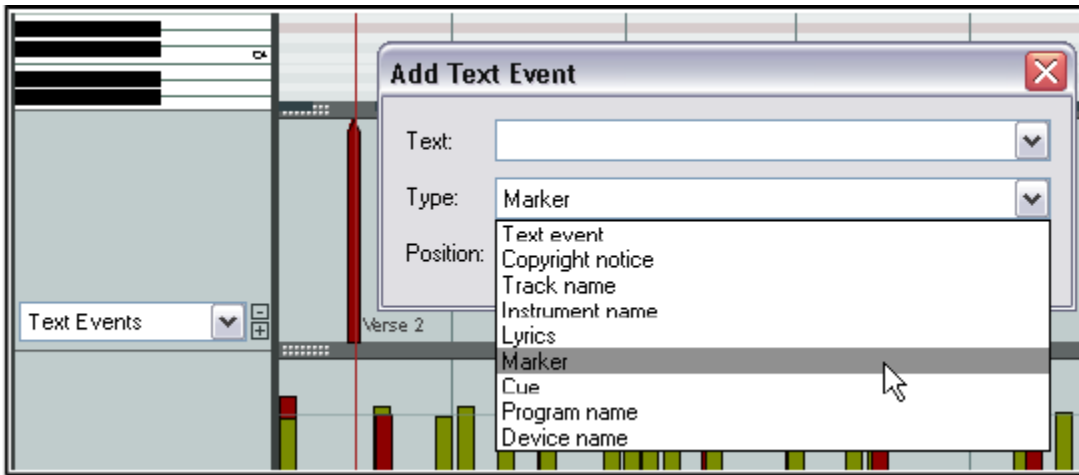 C4
Add Text Event
Text:
Type: Marker
Position:
Text event
Copyright notice
Track name
Instrument name
Lyrics
Marker
Cue
Program name
Device name
Text Events
Verse 2